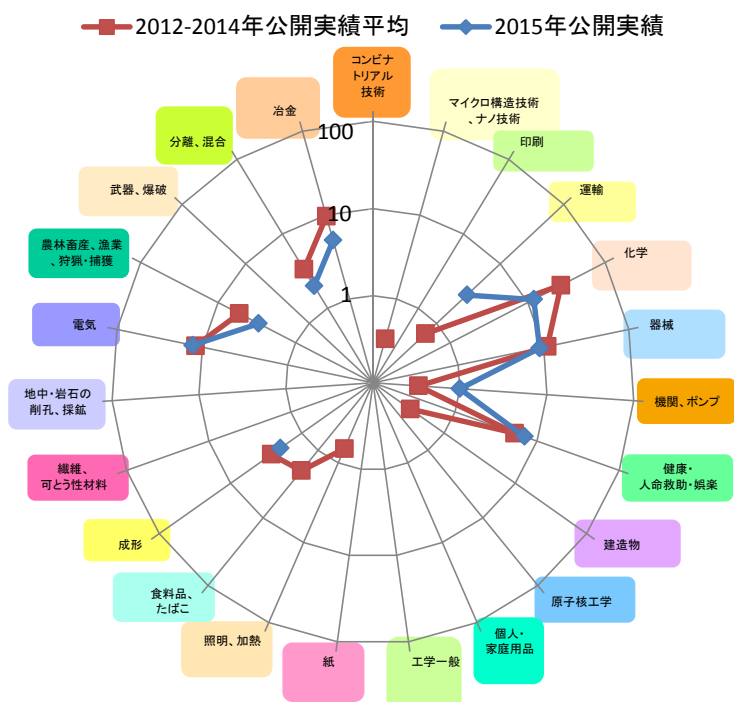 2012-2014年公開実績平均
2015年公開実績
コンビナ
トリアル
技術
マイクロ構造技術
、ナノ技術
印刷
運輸
化学
器械
機関、ポンプ
健康・
人命救助・娯楽
建造物
原子核工学
個人・
家庭用品
工学一般
紙
照明、加熱
食料品、
たばこ
成形
繊維、
可とう性材料
地中・岩石の
削孔、採鉱
電気
農林畜産、漁業
、狩猟・捕獲
武器、爆破
分離、混合
冶金
100
10
1